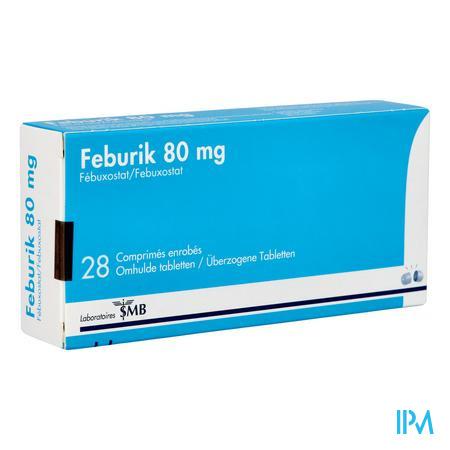 Feburik 80 mg
Fébuxostat/Febuxostat
28 Comprimés enrobés
Omhulde tabletten / Überzogene Tabletten
Laboratoires SMB
Feburik 80 mg
Fébuxostat/Febuxostat
IPM